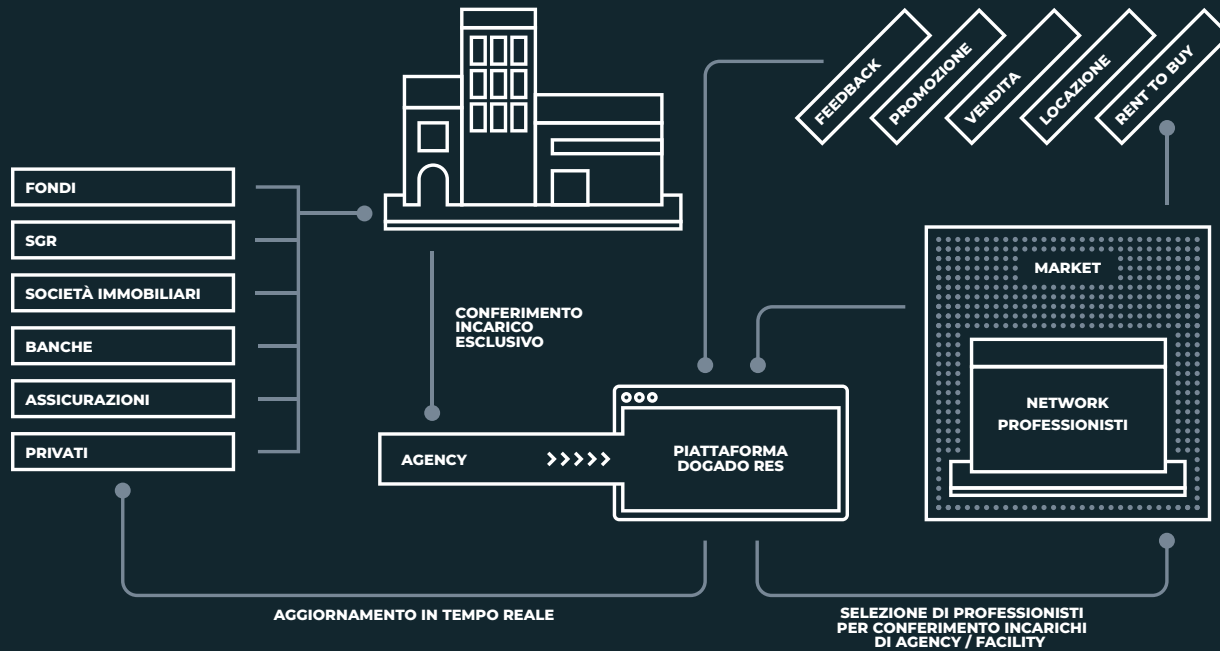 FEEDBACK
PROMOZIONE
VENDITA
LOCAZIONE
RENT TO BUY
FONDI
SGR
SOCIETÀ IMMOBILIARI
BANCHE
ASSICURAZIONI
PRIVATI
CONFERIMENTO
INCARICO
ESCLUSIVO
AGENCY
PIATTAFORMA
DOGADO RES
MARKET
NETWORK
PROFESSIONISTI
AGGIORNAMENTO IN TEMPO REALE
SELEZIONE DI PROFESSIONISTI
PER CONFERIMENTO INCARICHI
DI AGENCY / FACILITY